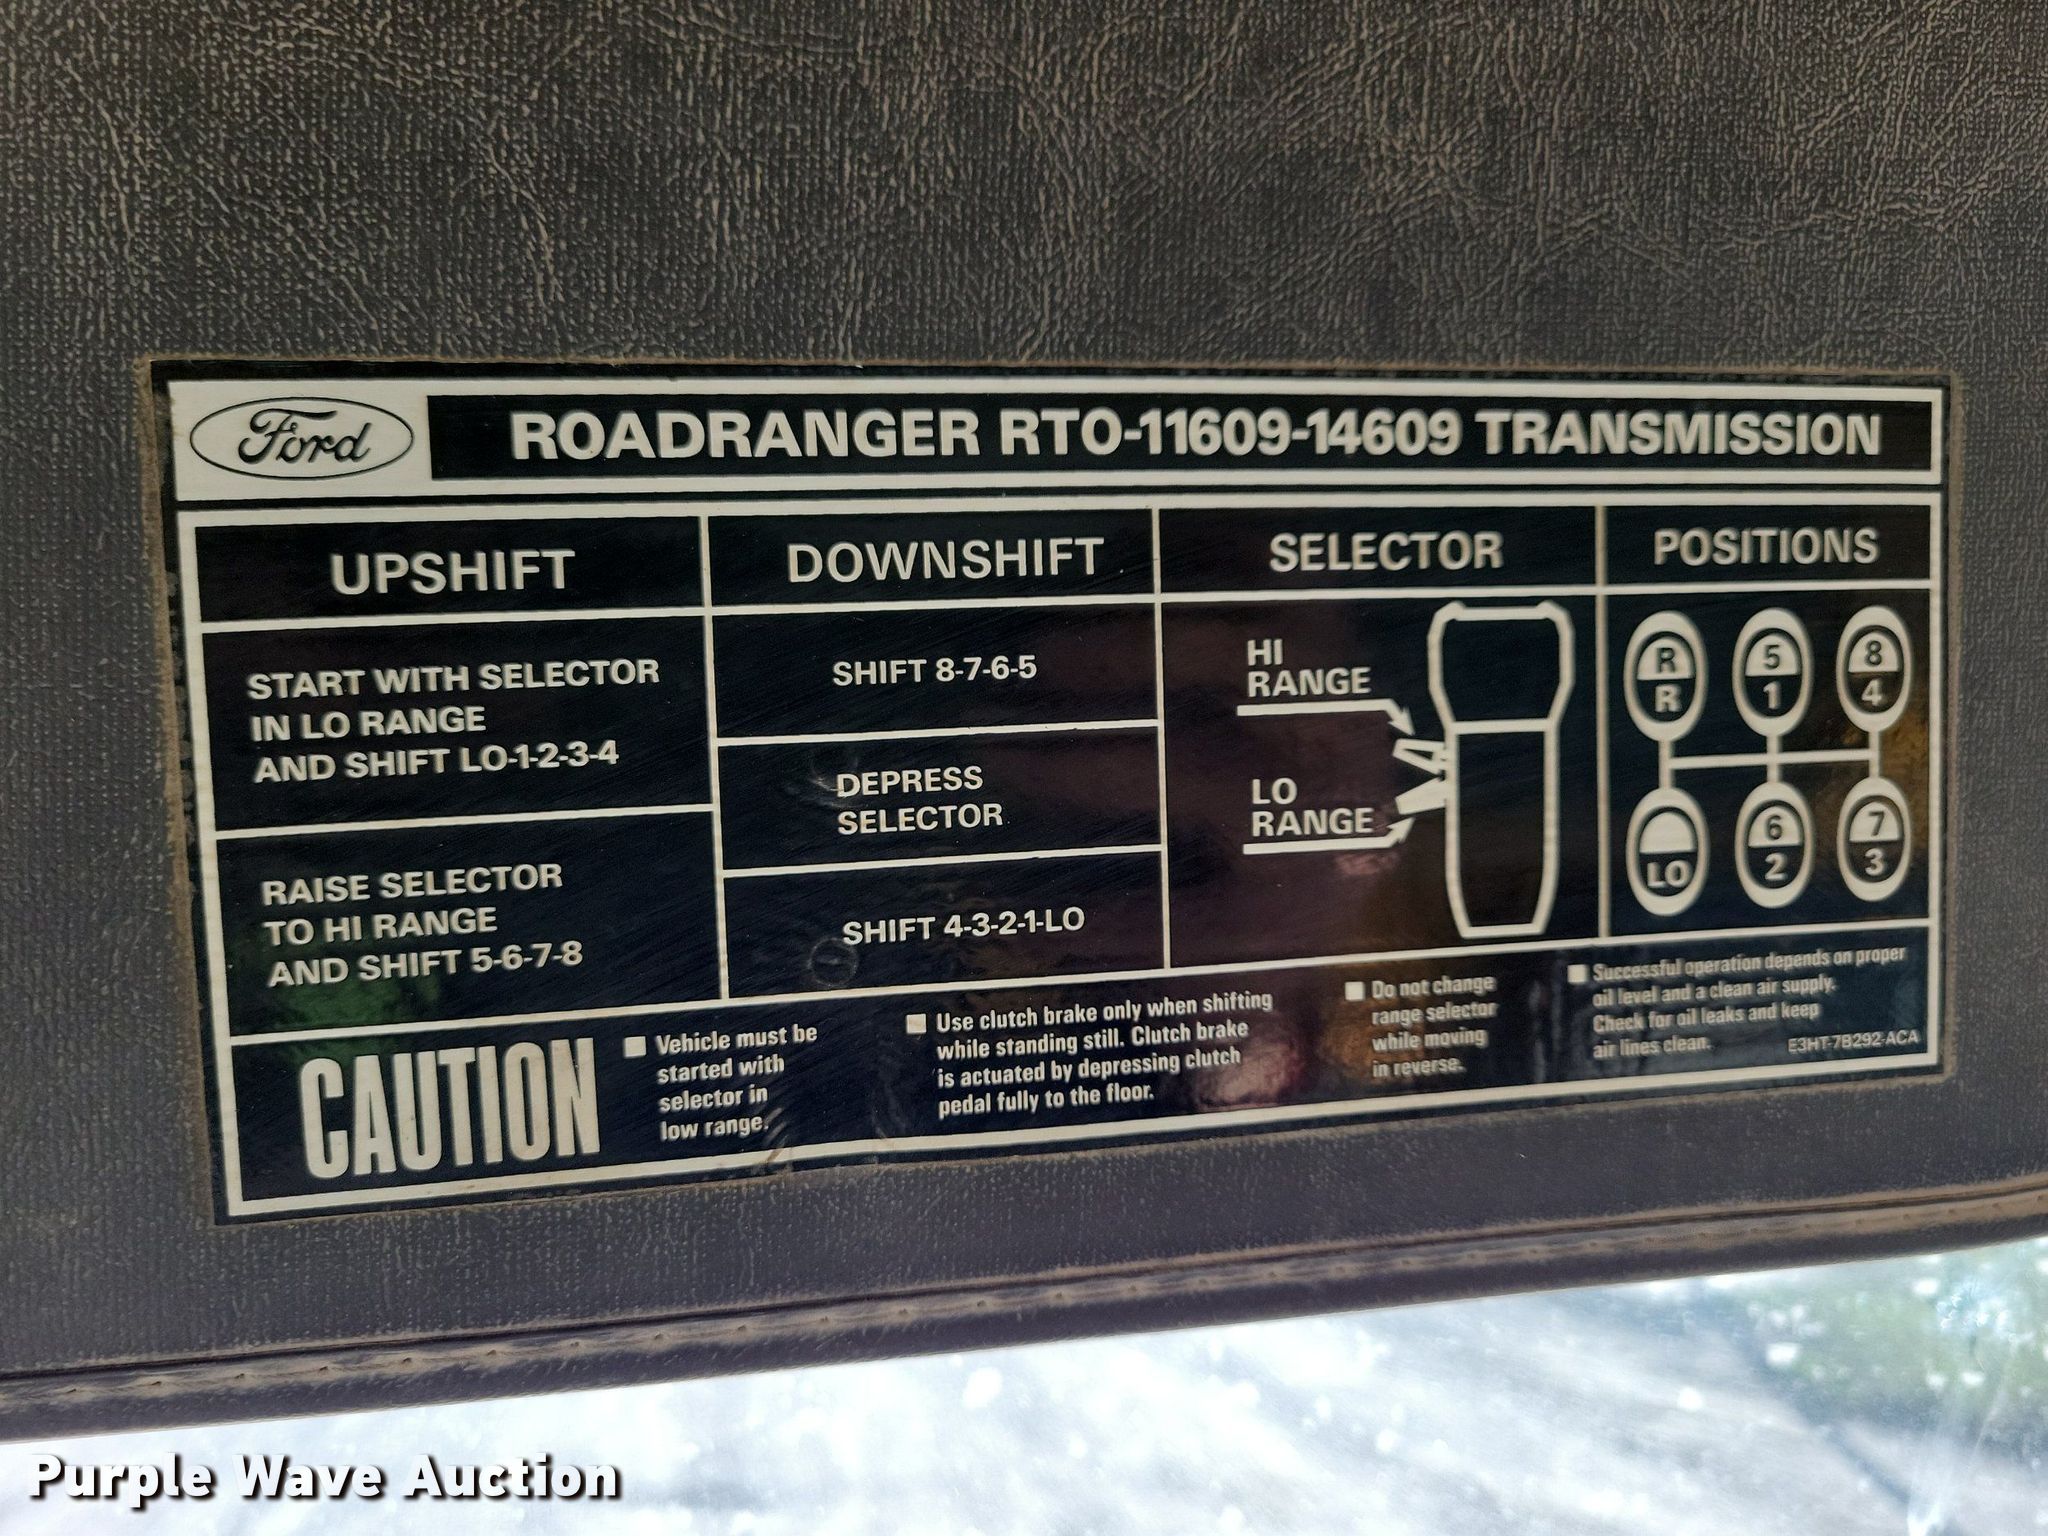 Ford
ROADRANGER RTO-11609-14609 TRANSMISSION
UPSHIFT
START WITH SELECTOR
IN LO RANGE
AND SHIFT LO-1-2-3-4
RAISE SELECTOR
TO HI RANGE
AND SHIFT 5-6-7-8
DOWNSHIFT
SHIFT 8-7-6-5
DEPRESS
SELECTOR
SHIFT 4-3-2-1-LO
SELECTOR
HI
RANGE
LO
RANGE
POSITIONS
R 5 8
R 1 4
6 7
LO 2 3
CAUTION
Vehicle must be
started with
selector in
low range.
Use clutch brake only when shifting
while standing still. Clutch brake
is actuated by depressing clutch
pedal fully to the floor.
Do not change
range selector
while moving
in reverse.
Successful operation depends on proper
oil level and a clean air supply.
Check for oil leaks and keep
air lines clean.
E3HT-7B292-ACA
Purple Wave Auction